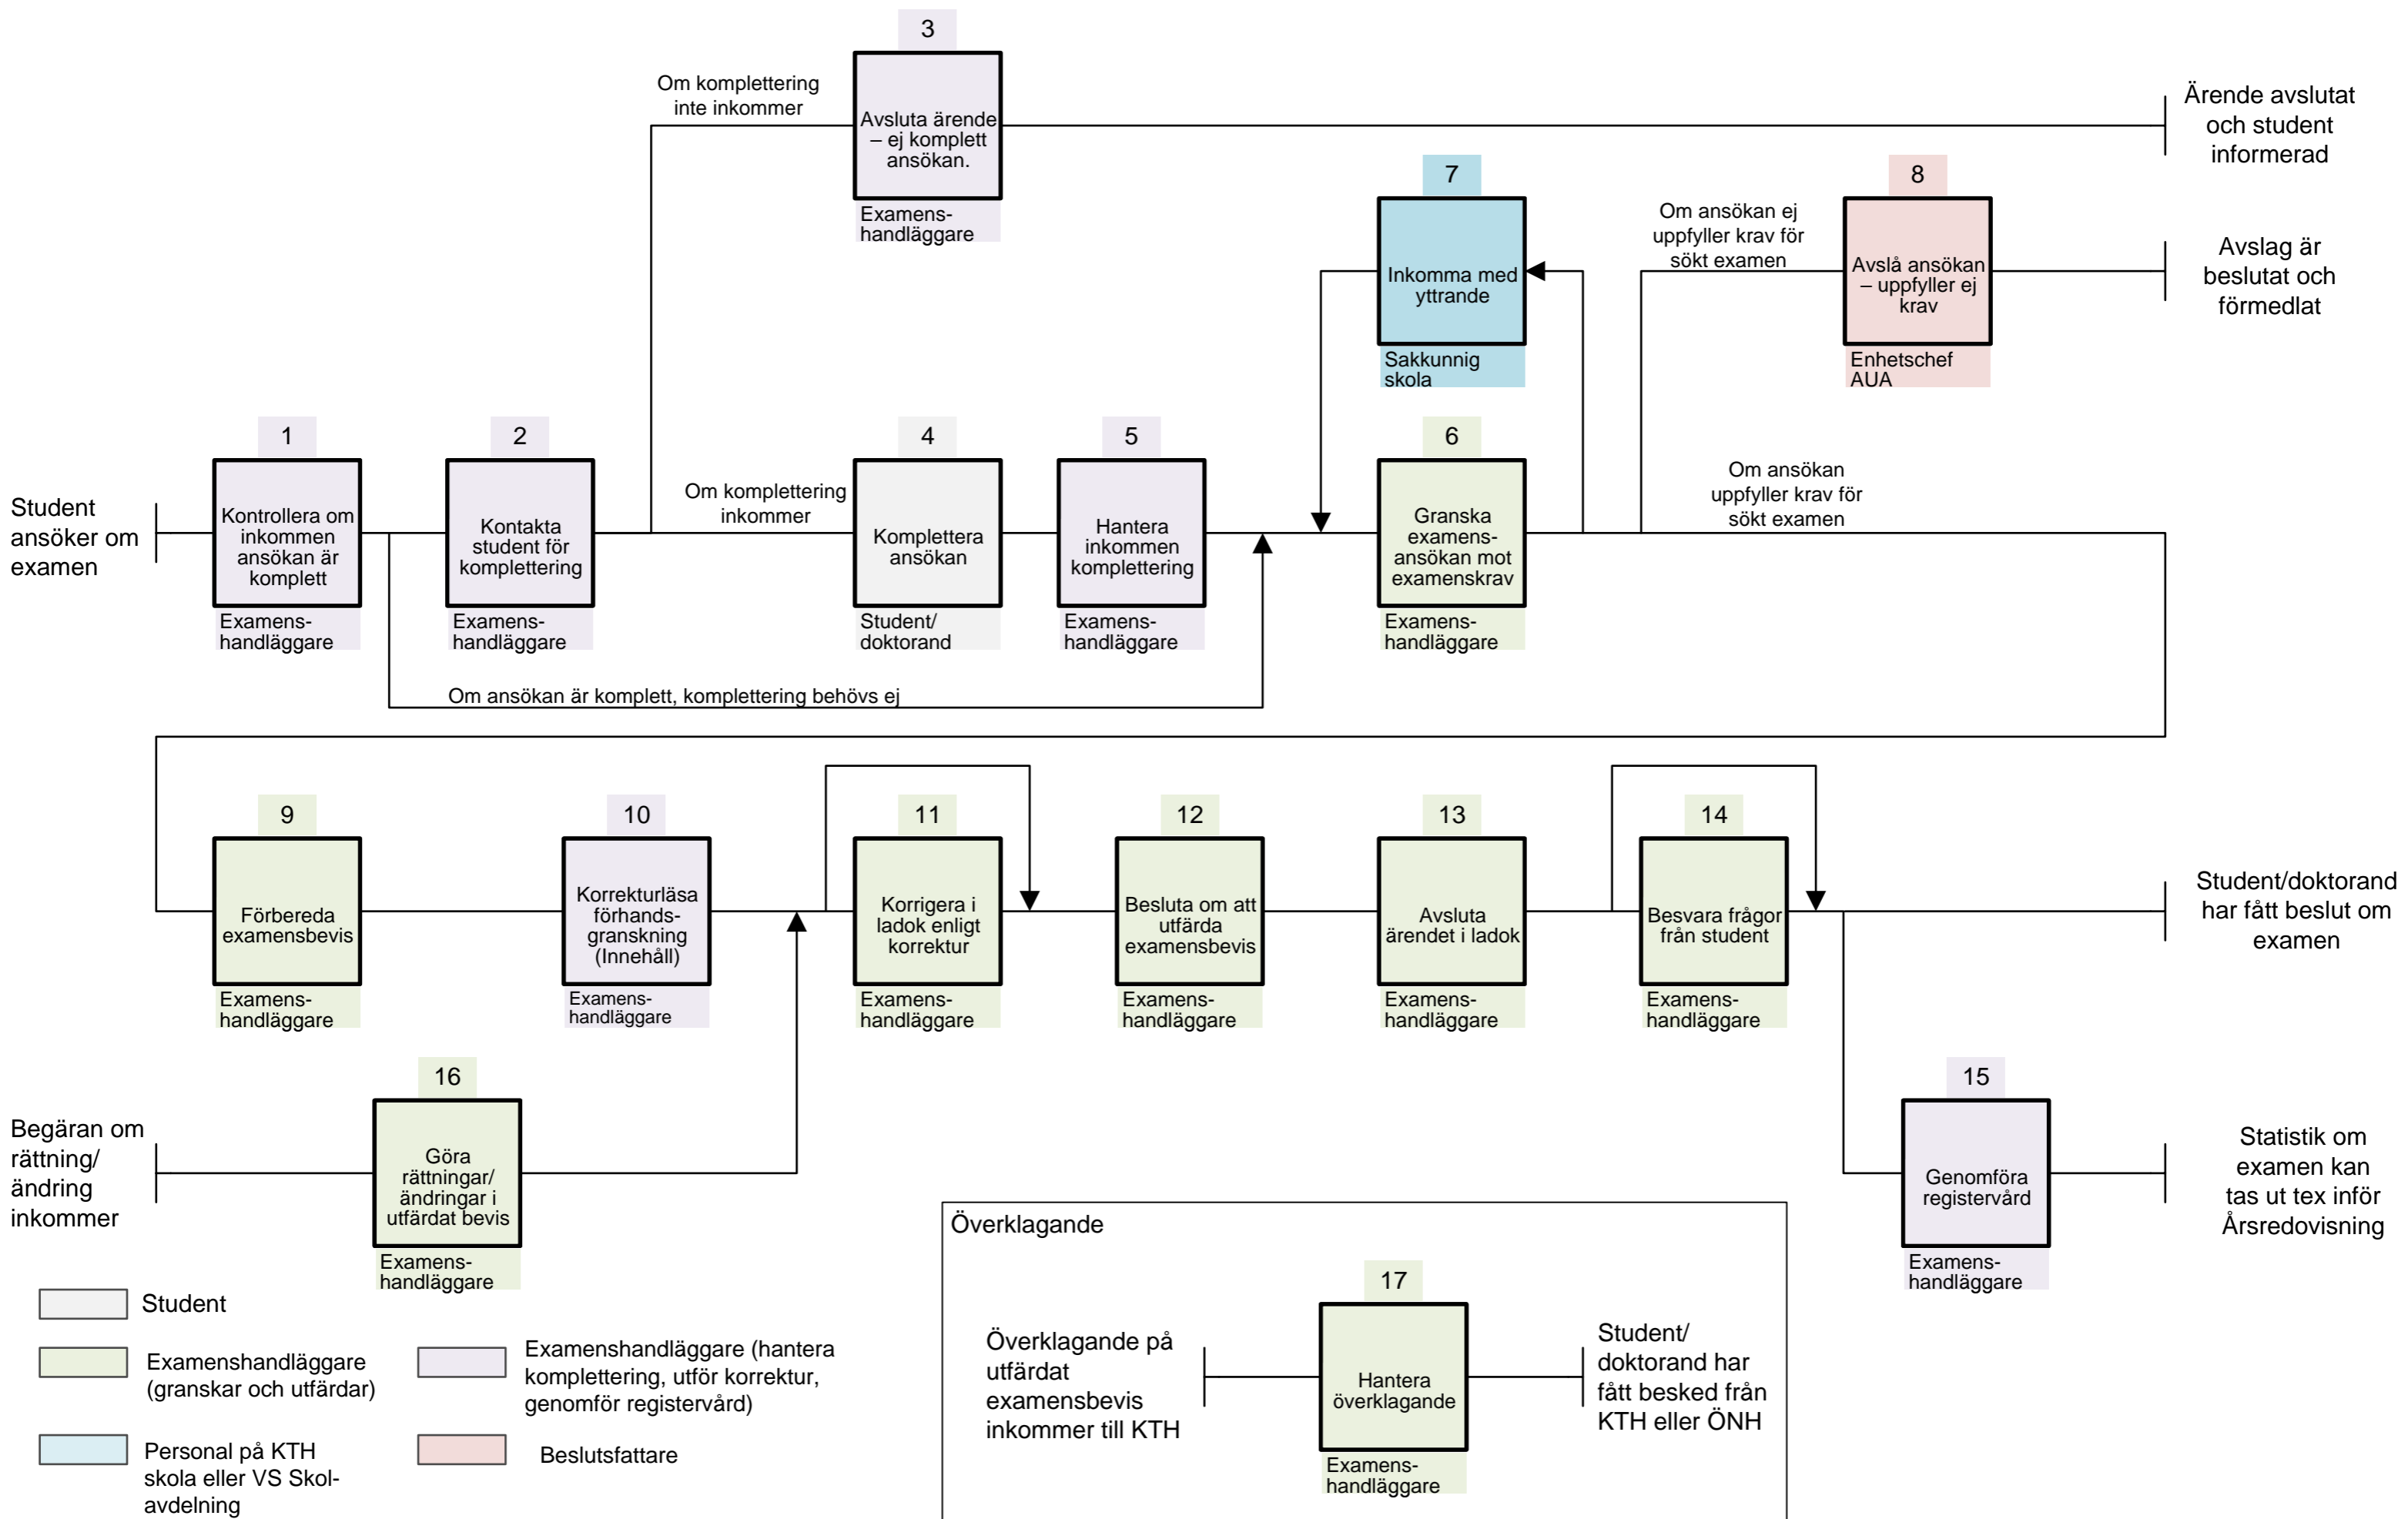 3
Om komplettering
inte inkommer
Avsluta ärende
– ej komplett
ansökan.
Examens-
handläggare
Ärende avslutat
och student
informerad
7
Inkomma med
yttrande
Sakkunnig
skola
Om ansökan ej
uppfyller krav för
sökt examen
8
Avslå ansökan
– uppfyller ej
krav
Enhetschef
AUA
Avslag är
beslutat och
förmedlat
Student
ansöker om
examen
1
Kontrollera om
inkommen
ansökan är
komplett
Examens-
handläggare
2
Kontakta
student för
komplettering
Examens-
handläggare
Om komplettering
inkommer
4
Komplettera
ansökan
Student/
doktorand
5
Hantera
inkommen
komplettering
Examens-
handläggare
6
Granska
examens-
ansökan mot
examenskrav
Examens-
handläggare
Om ansökan
uppfyller krav för
sökt examen
Om ansökan är komplett, komplettering behövs ej
9
Förbereda
examensbevis
Examens-
handläggare
10
Korrekturläsa
förhands-
granskning
(Innehåll)
Examens-
handläggare
11
Korrigera i
ladok enligt
korrektur
Examens-
handläggare
12
Besluta om att
utfärda
examensbevis
Examens-
handläggare
13
Avsluta
ärendet i ladok
Examens-
handläggare
14
Besvara frågor
från student
Examens-
handläggare
Student/doktorand
har fått beslut om
examen
Begäran om
rättning/
ändring
inkommer
16
Göra
rättningar/
ändringar i
utfärdat bevis
Examens-
handläggare
15
Genomföra
registervård
Examens-
handläggare
Statistik om
examen kan
tas ut tex inför
Årsredovisning
Överklagande
Överklagande på
utfärdat
examensbevis
inkommer till KTH
17
Hantera
överklagande
Examens-
handläggare
Student/
doktorand har
fått besked från
KTH eller ÖNH
Student
Examenshandläggare
(granskar och utfärdar)
Examenshandläggare (hantera
komplettering, utför korrektur,
genomför registervård)
Personal på KTH
skola eller VS Skol-
avdelning
Beslutsfattare